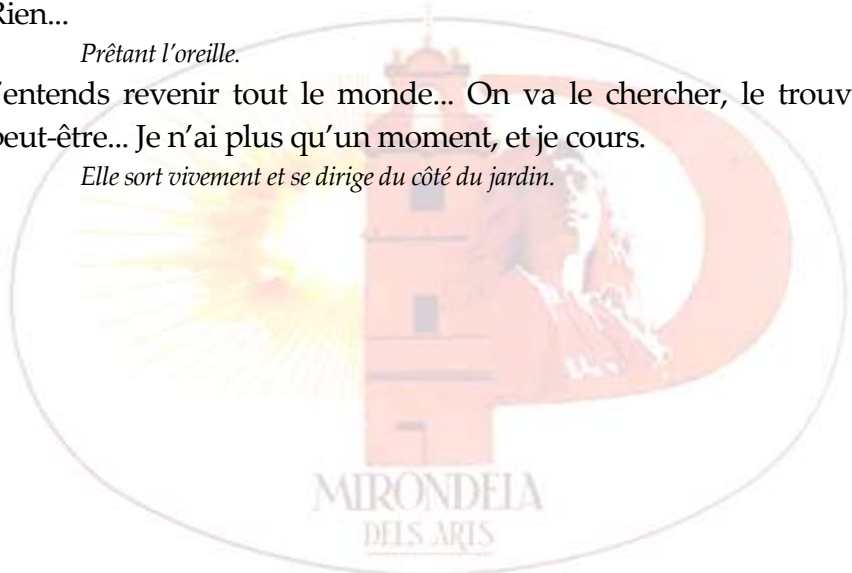 Rien...
Prêtant l’oreille.
’entends revenir tout le monde... On va le chercher, le trouv
peut-être... Je n’ai plus qu’un moment, et je cours.
Elle sort vivement et se dirige du côté du jardin.
MIRONDELA
DELS ARTS